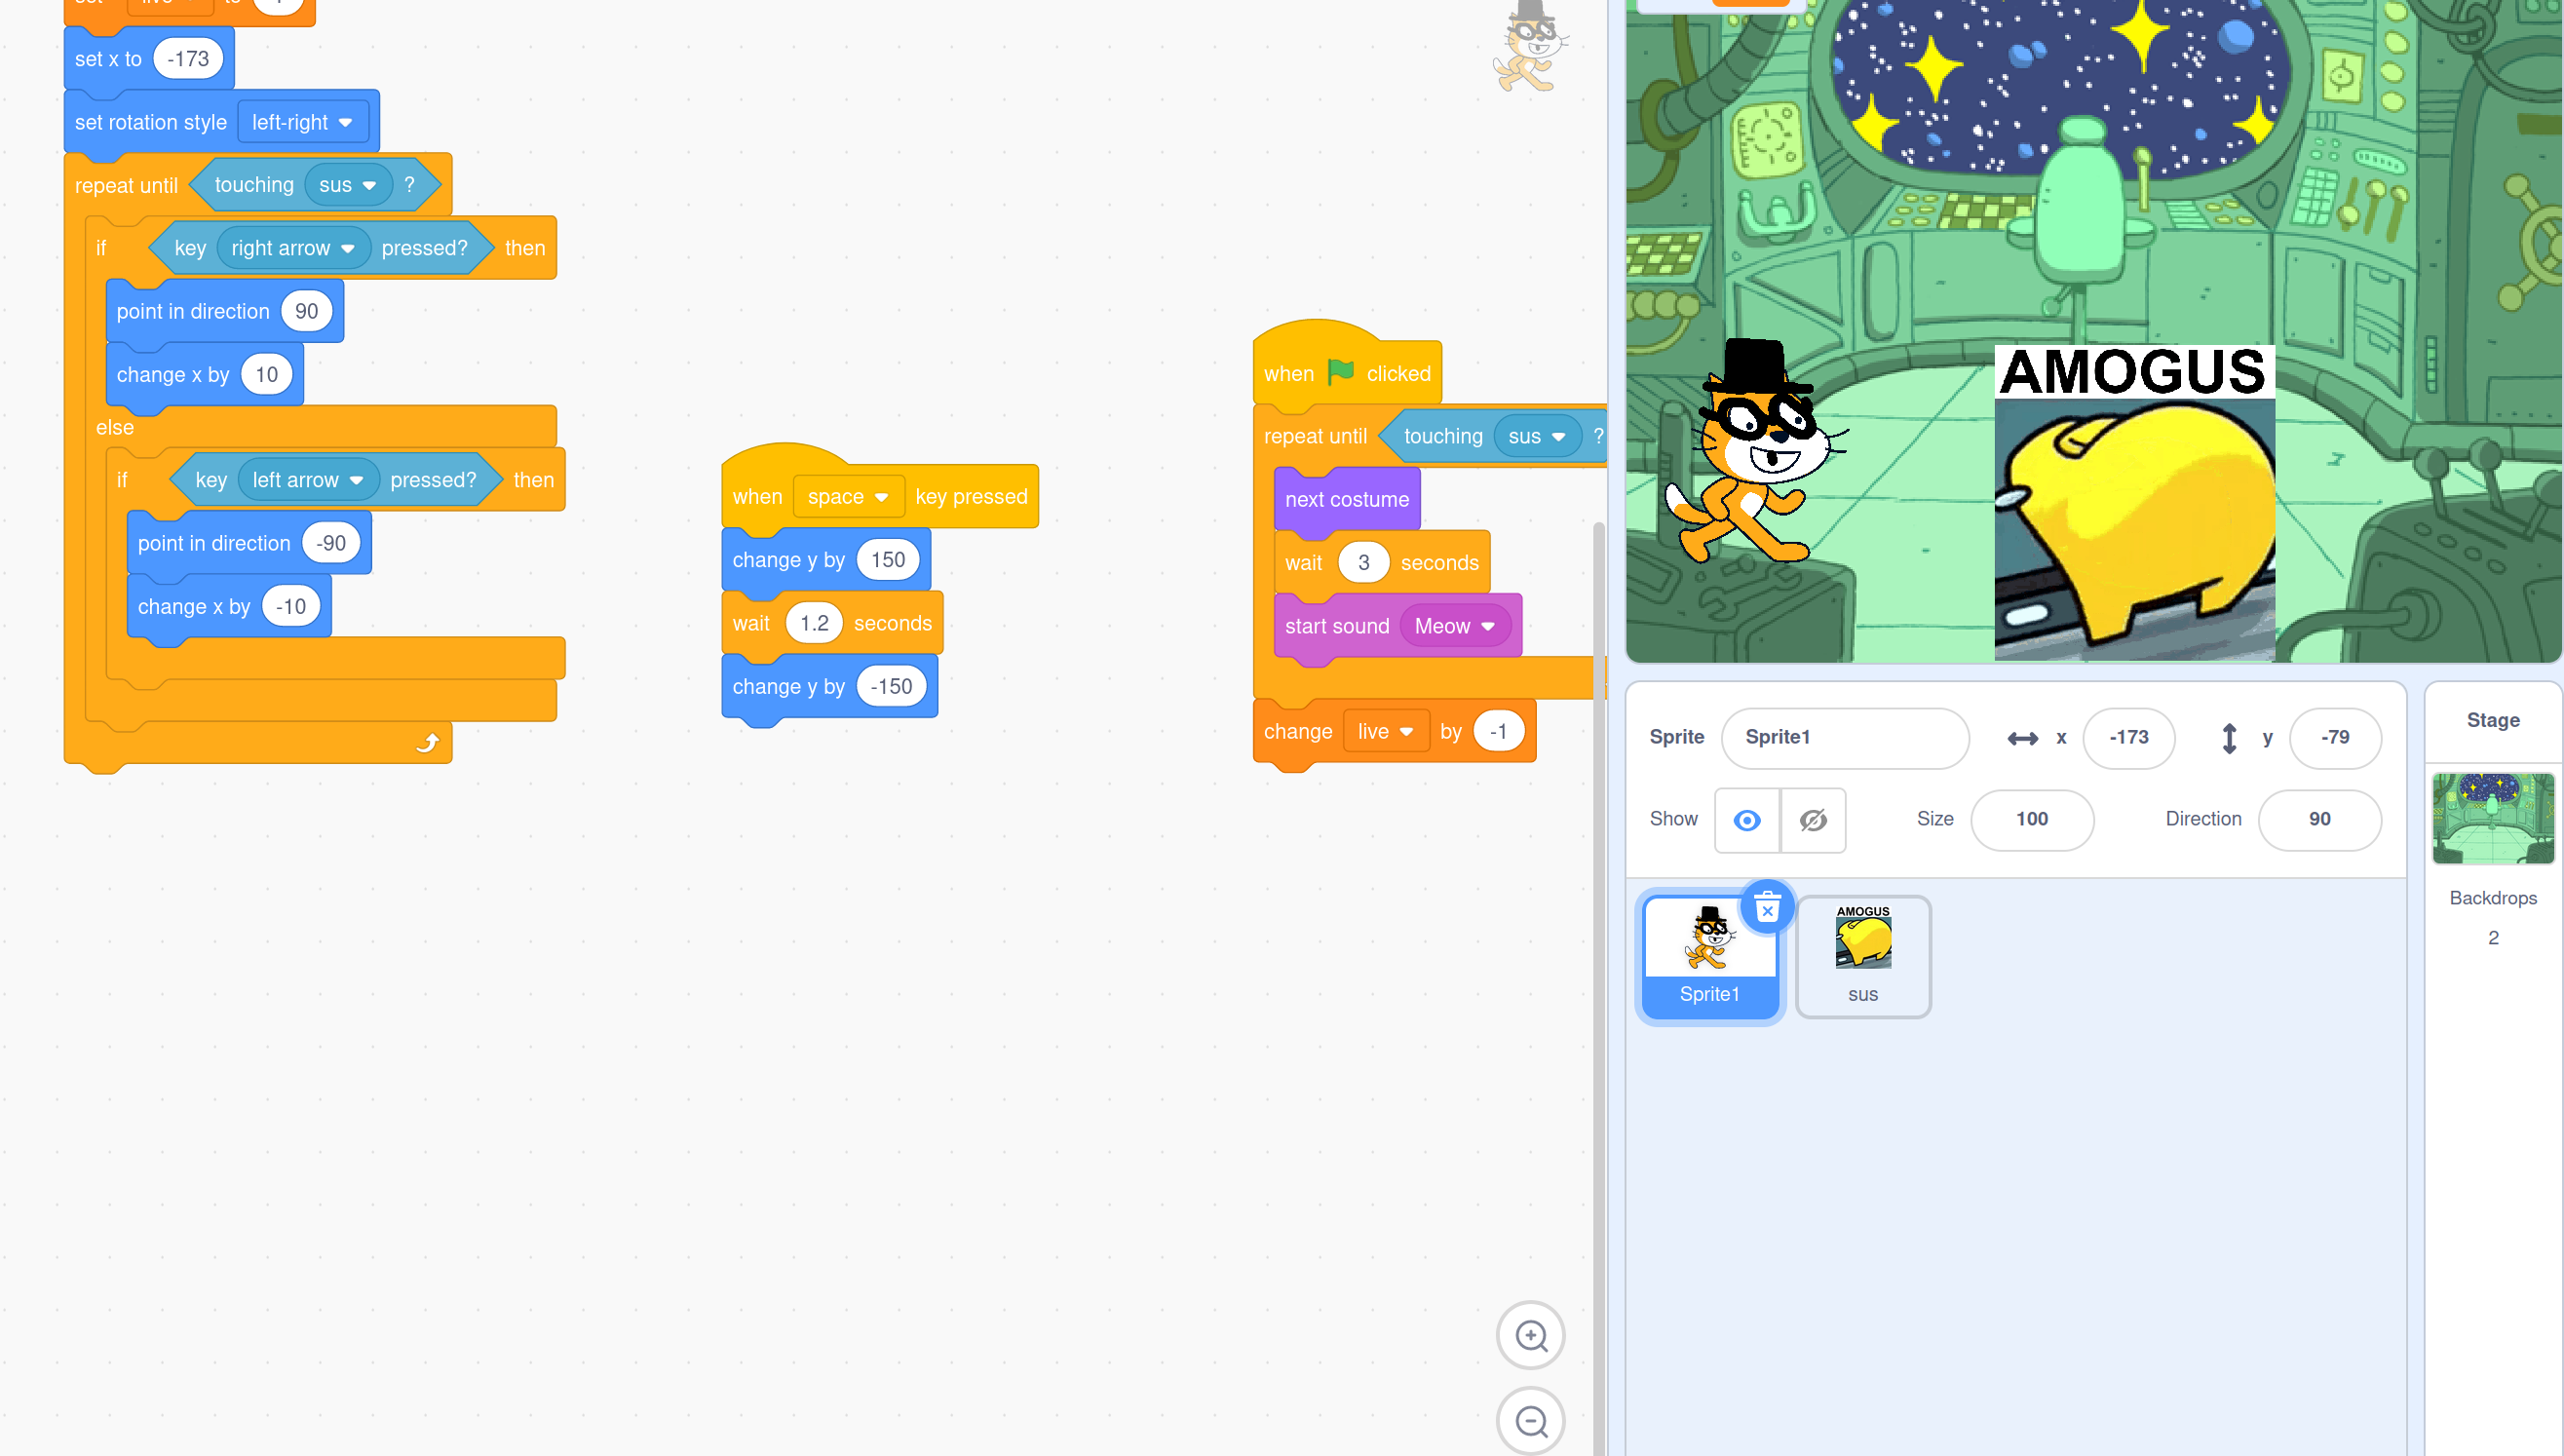 set live to
set x to -173
set rotation style left-right
repeat until touching sus ?
if key right arrow pressed? then
point in direction 90
change x by 10
else
if key left arrow pressed? then
point in direction -90
change x by -10
when space key pressed
change y by 150
wait 1.2 seconds
change y by -150
when clicked
repeat until touching sus ?
next costume
wait 3 seconds
start sound Meow
change live by -1
AMOGUS
Sprite Sprite1 x -173 y -79
Show Size 100 Direction 90
Sprite1
AMOGUS
sus
Stage
Backdrops
2